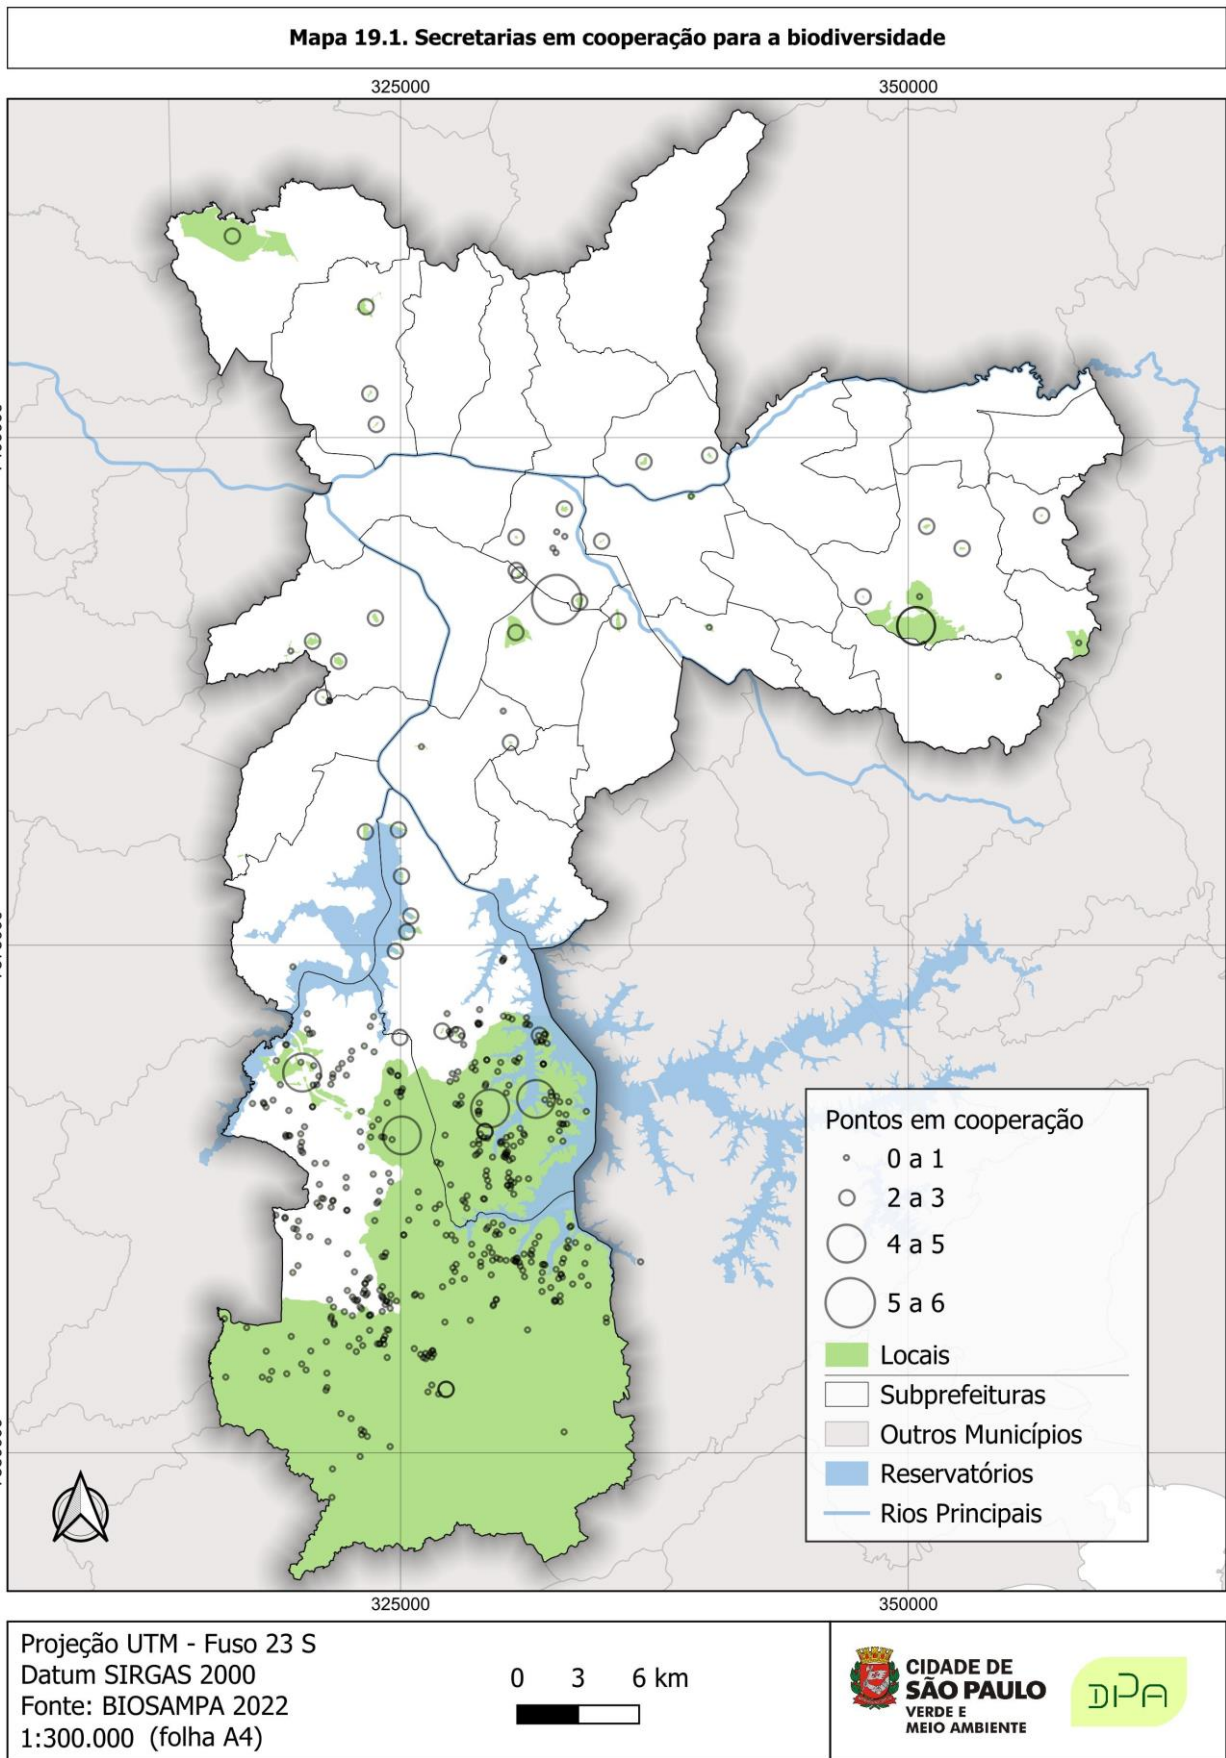 Mapa 19.1. Secretarias em cooperação para a biodiversidade
325000
350000
Pontos em cooperação
0 a 1
2 a 3
4 a 5
5 a 6
Locais
Subprefeituras
Outros Municípios
Reservatórios
Rios Principais
325000
350000
Projeção UTM - Fuso 23 S
Datum SIRGAS 2000
Fonte: BIOSAMPA 2022
1:300.000 (folha A4)
0 3 6 km
CIDADE DE
SÃO PAULO
VERDE E
MEIO AMBIENTE
DPA